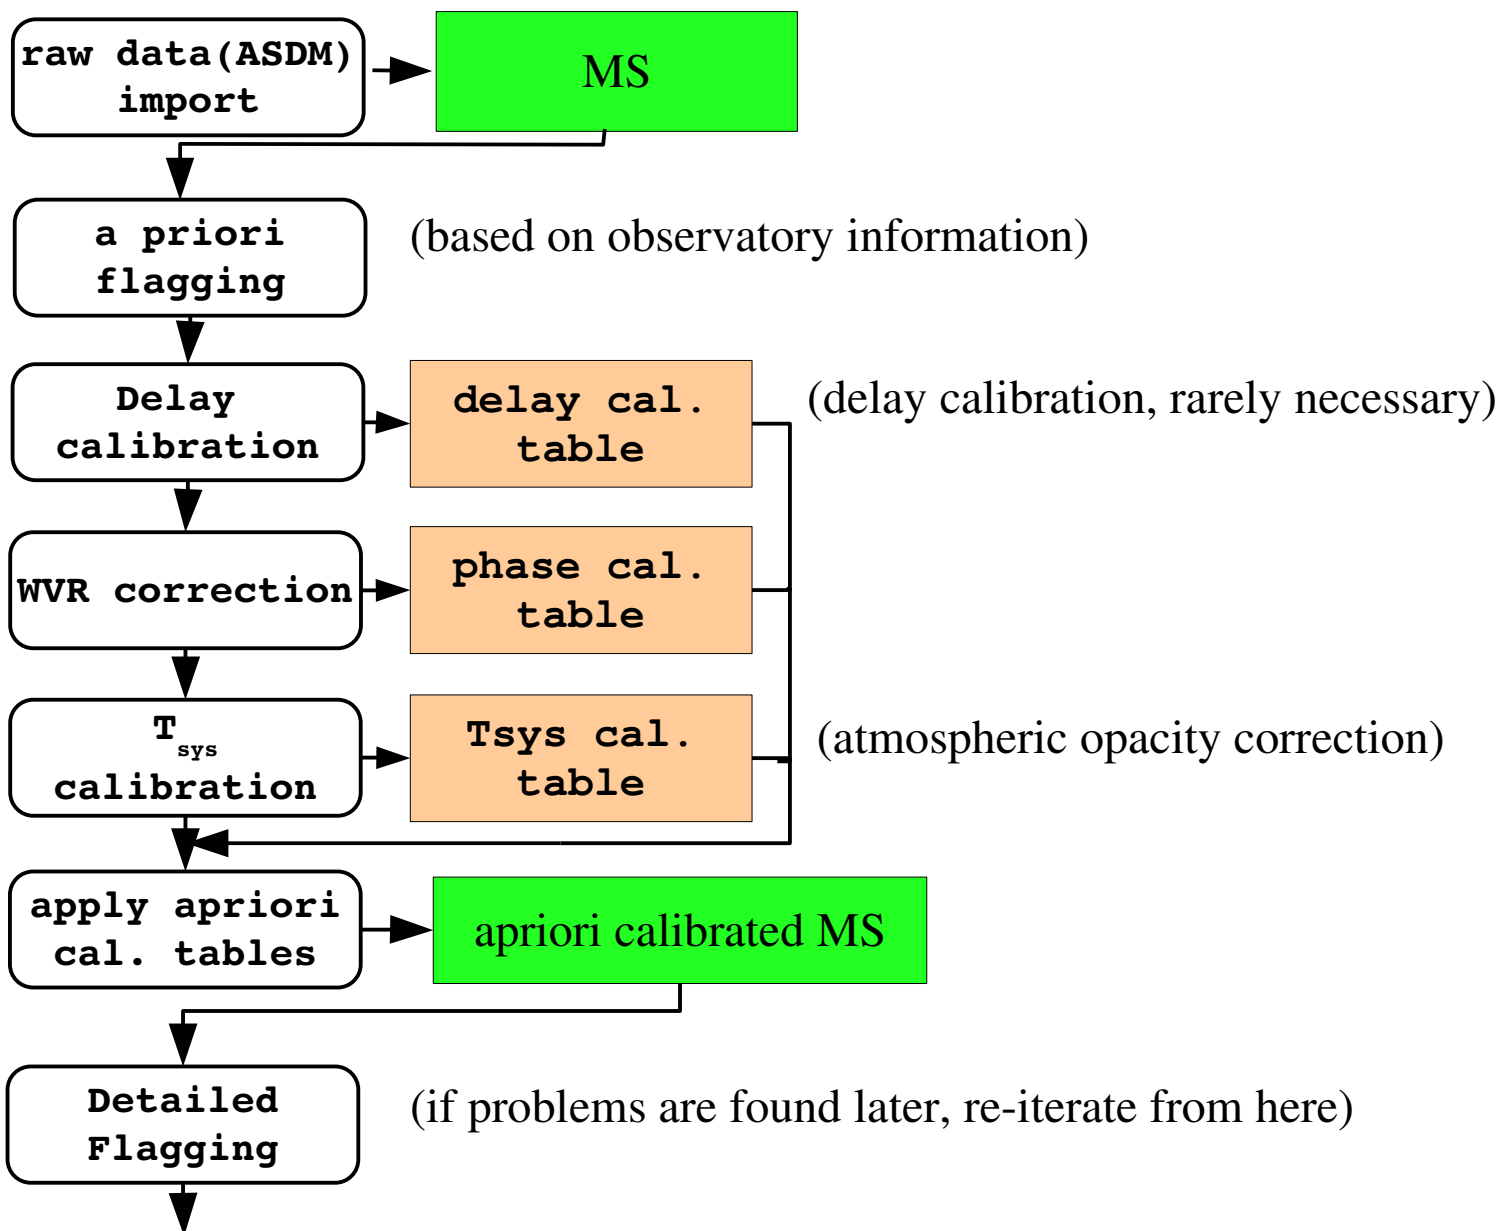 raw data(ASDM)
import
MS
a priori
flagging
(based on observatory information)
Delay
calibration
delay cal.
table
(delay calibration, rarely necessary)
WVR correction
phase cal.
table
Tsys
calibration
Tsys cal.
table
(atmospheric opacity correction)
apply apriori
cal. tables
apriori calibrated MS
Detailed
Flagging
(if problems are found later, re-iterate from here)